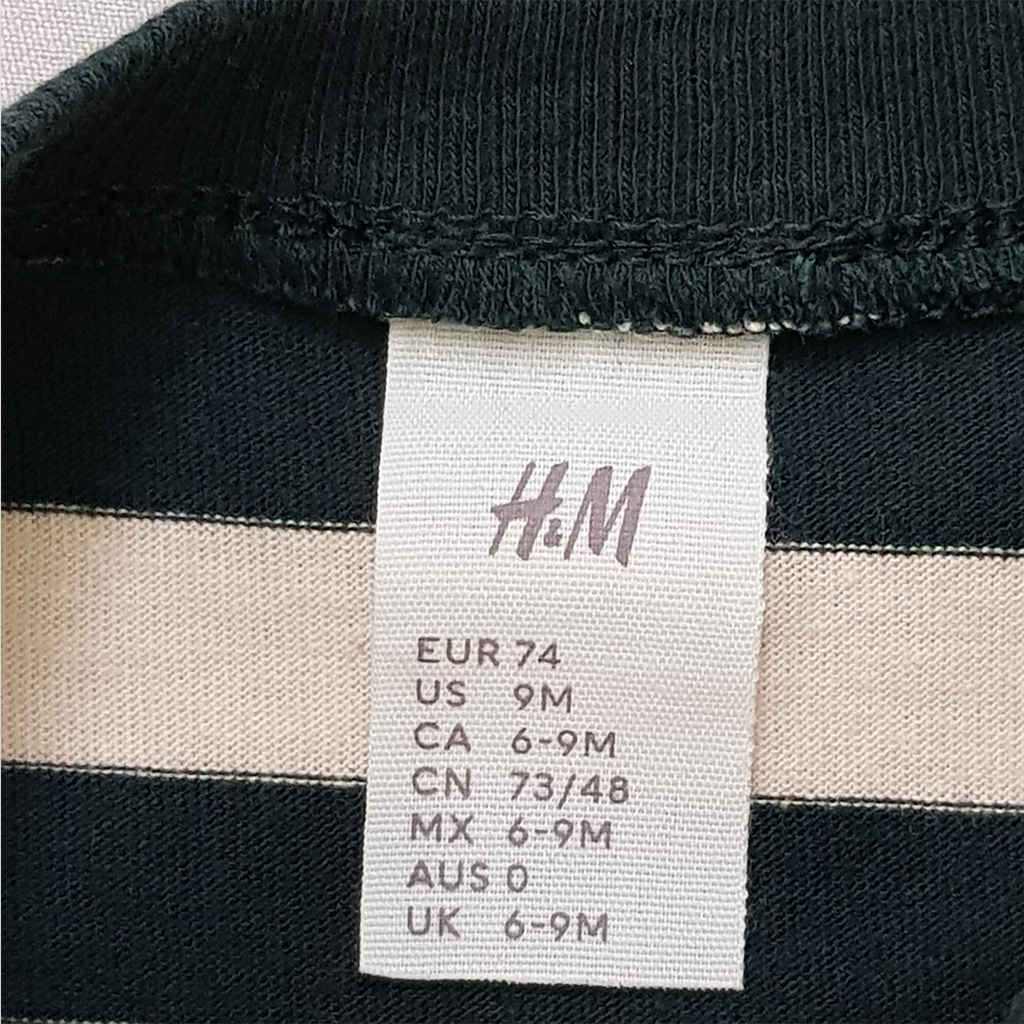 H&M
EUR 74
US 9M
CA 6-9M
CN 73/48
MX 6-9M
AUS 0
UK 6-9M